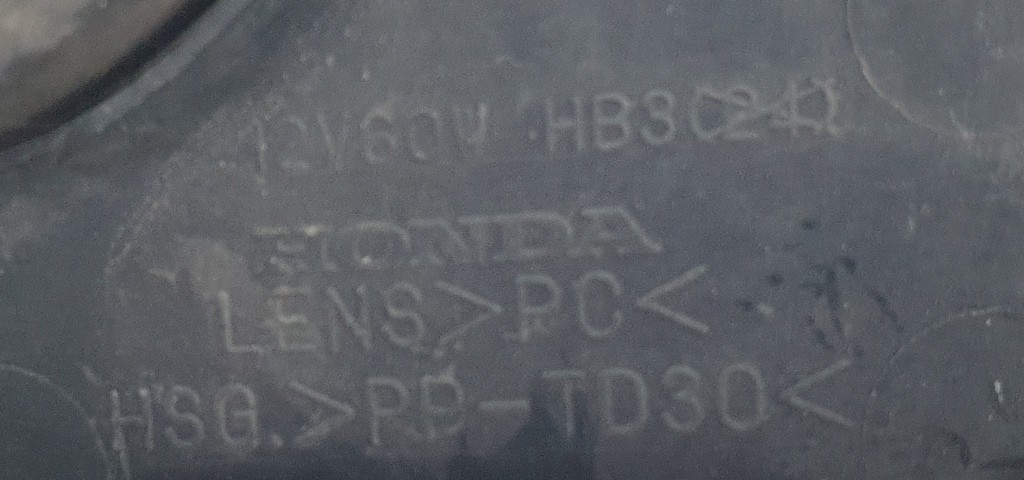 12V60W HB3
HONDA
LENS>PC<
HSG.>PP-TD30<